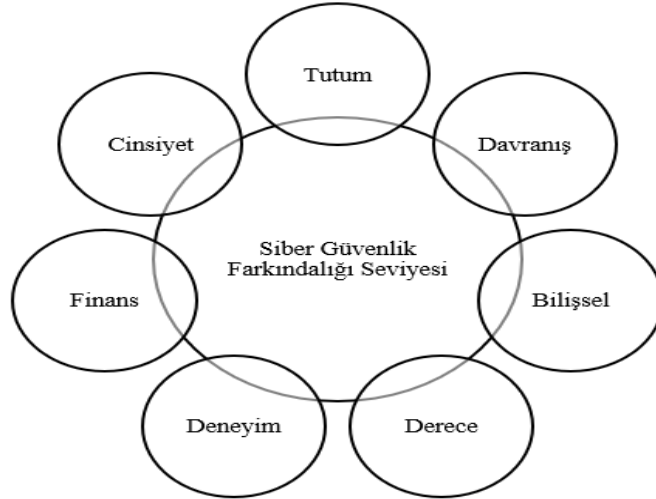 Tutum
Cinsiyet
Davranış
Siber Güvenlik
Farkındalığı Seviyesi
Finans
Bilişsel
Deneyim
Derece